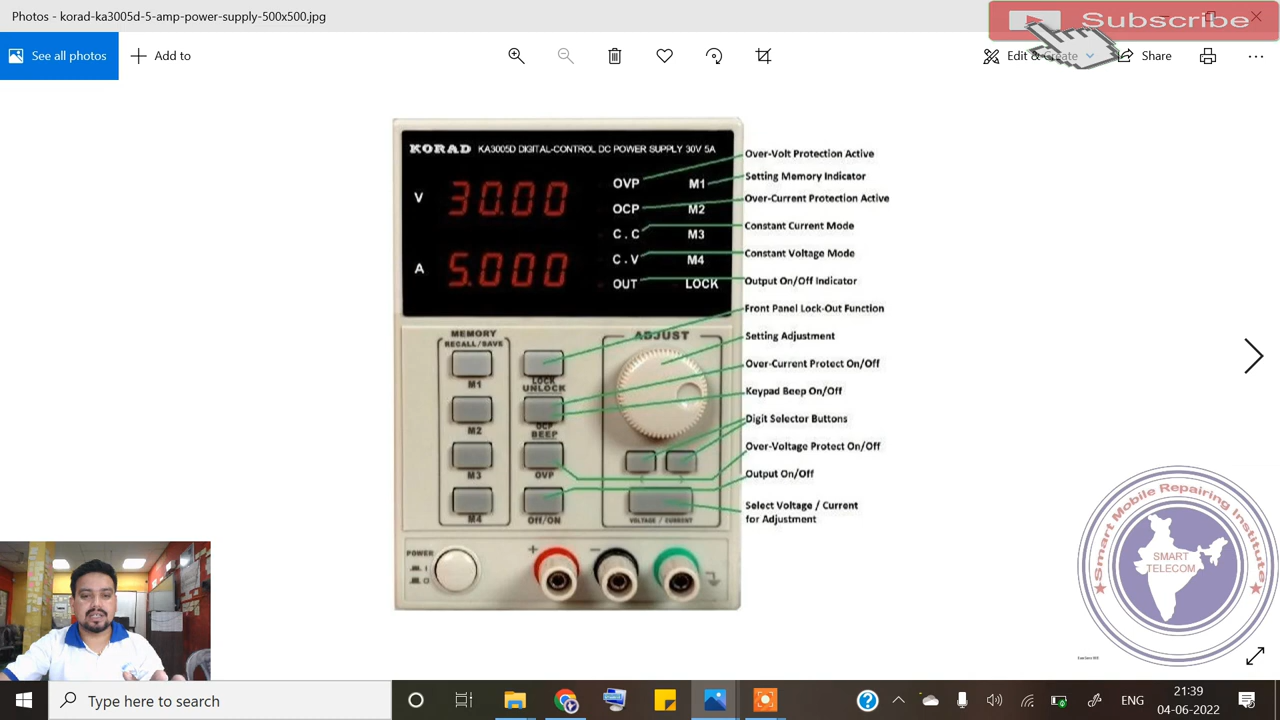 Photos - korad-ka3005d-5-amp-power-supply-500x500.jpg
Subscribe
See all photos
Add to
Edit & Create
Share
KORAD KA3005D DIGITAL-CONTROL DC POWER SUPPLY 30V 5A
V 30.00
A 5.000
OVP M1
OCP M2
C.C M3
C.V M4
OUT LOCK
Over-Volt Protection Active
Setting Memory Indicator
Over-Current Protection Active
Constant Current Mode
Constant Voltage Mode
Output On/Off Indicator
Front Panel Lock-Out Function
Setting Adjustment
Over-Current Protect On/Off
Keypad Beep On/Off
Digit Selector Buttons
Over-Voltage Protect On/Off
Output On/Off
Select Voltage / Current
for Adjustment
MEMORY
RECALL/SAVE
M1
M2
M3
M4
LOCK
UNLOCK
OCP
BEEP
OVP
Off/ON
ADJUST
VOLTAGE / CURRENT
POWER
I
O
+
−
Smart Mobile Repairing Institute
SMART
TELECOM
Type here to search
ENG
21:39
04-06-2022